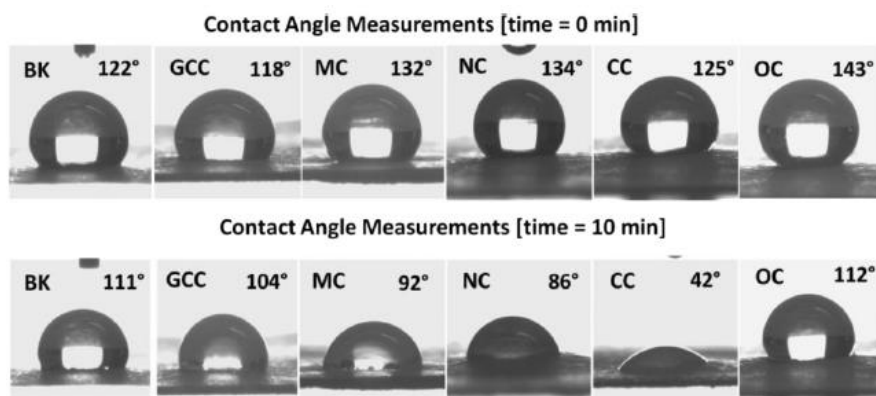 Contact Angle Measurements [time = 0 min]
BK 122° GCC 118° MC 132° NC 134° CC 125° OC 143°
Contact Angle Measurements [time = 10 min]
BK 111° GCC 104° MC 92° NC 86° CC 42° OC 112°